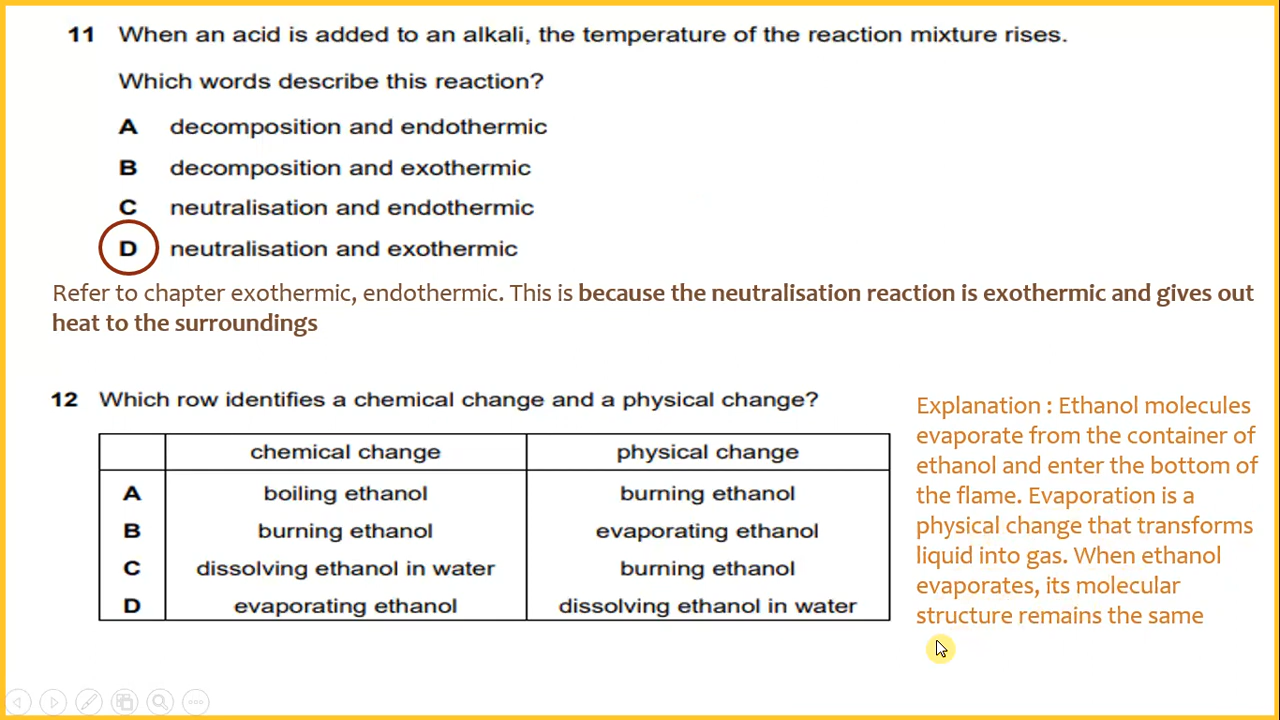 11 When an acid is added to an alkali, the temperature of the reaction mixture rises.
Which words describe this reaction?
A decomposition and endothermic
B decomposition and exothermic
C neutralisation and endothermic
D neutralisation and exothermic
Refer to chapter exothermic, endothermic. This is because the neutralisation reaction is exothermic and gives out
heat to the surroundings
12 Which row identifies a chemical change and a physical change?
chemical change physical change
A boiling ethanol burning ethanol
B burning ethanol evaporating ethanol
C dissolving ethanol in water burning ethanol
D evaporating ethanol dissolving ethanol in water
Explanation : Ethanol molecules
evaporate from the container of
ethanol and enter the bottom of
the flame. Evaporation is a
physical change that transforms
liquid into gas. When ethanol
evaporates, its molecular
structure remains the same